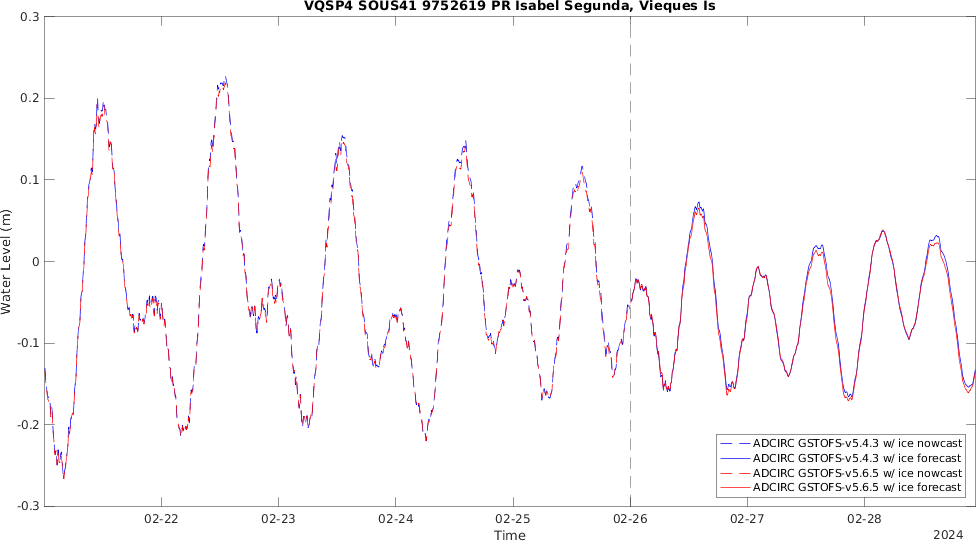 VQSP4 SOUS41 9752619 PR Isabel Segunda, Vieques Is
0.3
0.2
0.1
0
-0.1
-0.2
-0.3
Water Level (m)
ADCIRC GSTOFS-v5.4.3 w/ ice nowcast
ADCIRC GSTOFS-v5.4.3 w/ ice forecast
ADCIRC GSTOFS-v5.6.5 w/ ice nowcast
ADCIRC GSTOFS-v5.6.5 w/ ice forecast
02-22 02-23 02-24 02-25 02-26 02-27 02-28
Time
2024